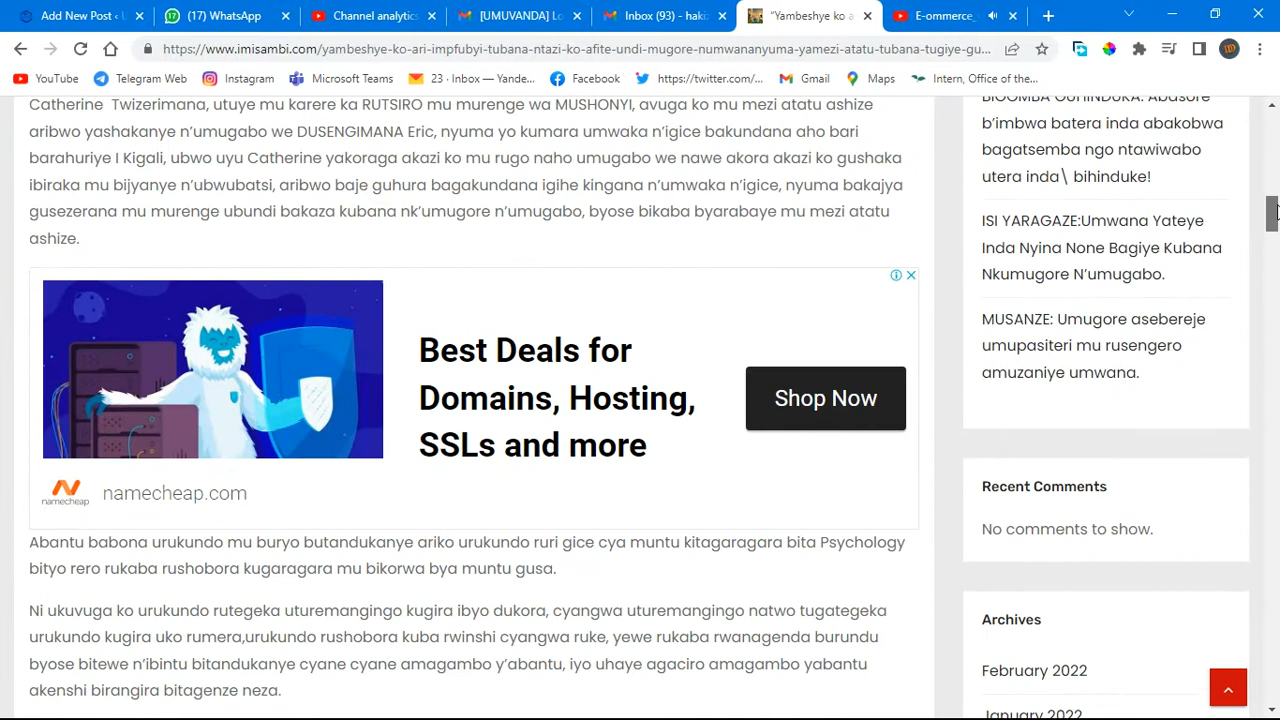 Add New Post ‹
(17) WhatsApp
Channel analytics
[UMUVANDA]
Inbox (93) - haki
"Yambeshye ko a
E-ommerce_
https://www.imisambi.com/yambeshye-ko-ari-impfubyi-tubana-ntazi-ko-afite-undi-mugore-numwananyuma-yamezi-atatu-tubana-tugiye-gu...
YouTube
Telegram Web
Instagram
Microsoft Teams
23 · Inbox — Yande...
Facebook
https://twitter.com/...
Gmail
Maps
Intern, Office of the...
Catherine Twizerimana, utuye mu karere ka RUTSIRO mu murenge wa MUSHONYI, avuga ko mu mezi atatu ashize
aribwo yashakanye n'umugabo we DUSENGIMANA Eric, nyuma yo kumara umwaka n'igice bakundana aho bari
barahuriye I Kigali, ubwo uyu Catherine yakoraga akazi ko mu rugo naho umugabo we nawe akora akazi ko gushaka
ibiraka mu bijyanye n'ubwubatsi, aribwo baje guhura bagakundana igihe kingana n'umwaka n'igice, nyuma bakajya
gusezerana mu murenge ubundi bakaza kubana nk'umugore n'umugabo, byose bikaba byarabaye mu mezi atatu
ashize.
Best Deals for
Domains, Hosting,
SSLs and more
Shop Now
namecheap
namecheap.com
Abantu babona urukundo mu buryo butandukanye ariko urukundo ruri gice cya muntu kitagaragara bita Psychology
bityo rero rukaba rushobora kugaragara mu bikorwa bya muntu gusa.
Ni ukuvuga ko urukundo rutegeka uturemangingo kugira ibyo dukora, cyangwa uturemangingo natwo tugategeka
urukundo kugira uko rumera,urukundo rushobora kuba rwinshi cyangwa ruke, yewe rukaba rwanagenda burundu
byose bitewe n'ibintu bitandukanye cyane cyane amagambo y'abantu, iyo uhaye agaciro amagambo yabantu
akenshi birangira bitagenze neza.
BIGOMBA GUHINDUKA: Abasore
b'imbwa batera inda abakobwa
bagatsemba ngo ntawiwabo
utera inda\ bihinduke!
ISI YARAGAZE:Umwana Yateye
Inda Nyina None Bagiye Kubana
Nkumugore N'umugabo.
MUSANZE: Umugore asebereje
umupasiteri mu rusengero
amuzaniye umwana.
Recent Comments
No comments to show.
Archives
February 2022
January 2022